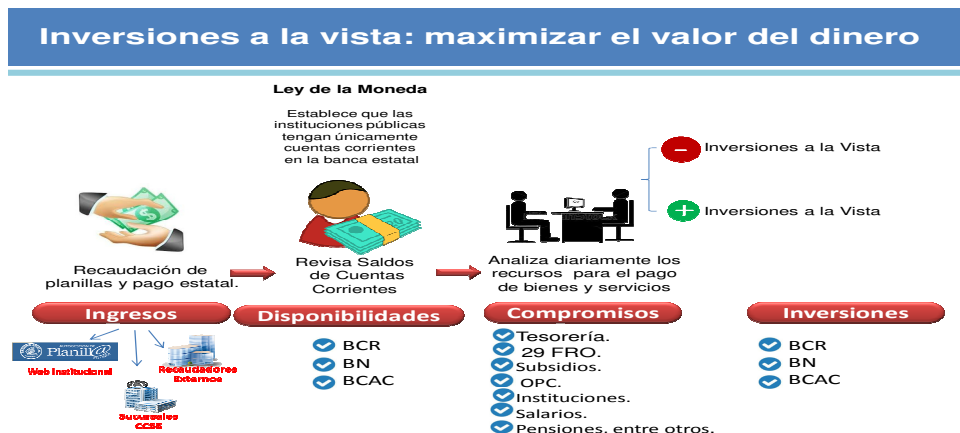 Inversiones a la vista: maximizar el valor del dinero
Ley de la Moneda
Establece que las
instituciones públicas
tengan únicamente
cuentas corrientes
en la banca estatal
Inversiones a la Vista
Inversiones a la Vista
Recaudación de
planillas y pago estatal.
Revisa Saldos
de Cuentas
Corrientes
Analiza diariamente los
recursos para el pago
de bienes y servicios
Ingresos
Planill@
Web Institucional
Recaudadores
Externos
Sucursales
CCSS
Disponibilidades
BCR
BN
BCAC
Compromisos
Tesorería.
29 FRO.
Subsidios.
OPC.
Instituciones.
Salarios.
Pensiones, entre otros.
Inversiones
BCR
BN
BCAC